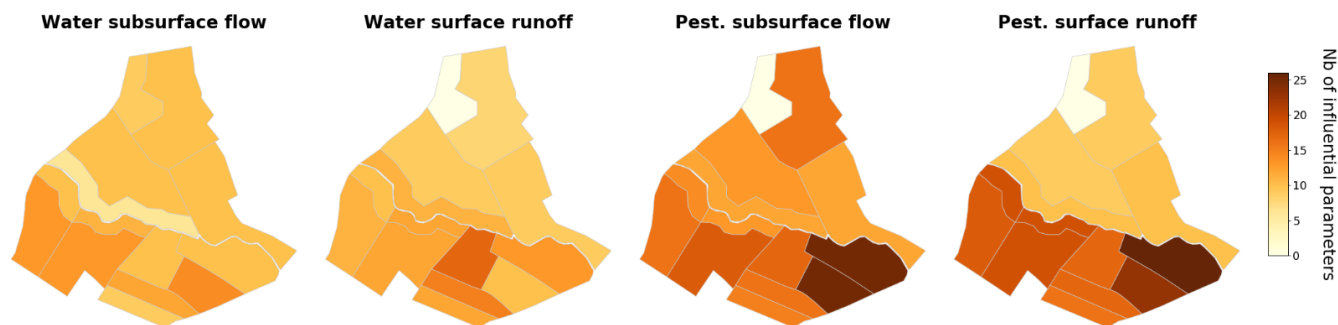 Water subsurface flow
Water surface runoff
Pest. subsurface flow
Pest. surface runoff
25
20
15
10
5
0
Nb of influential parameters